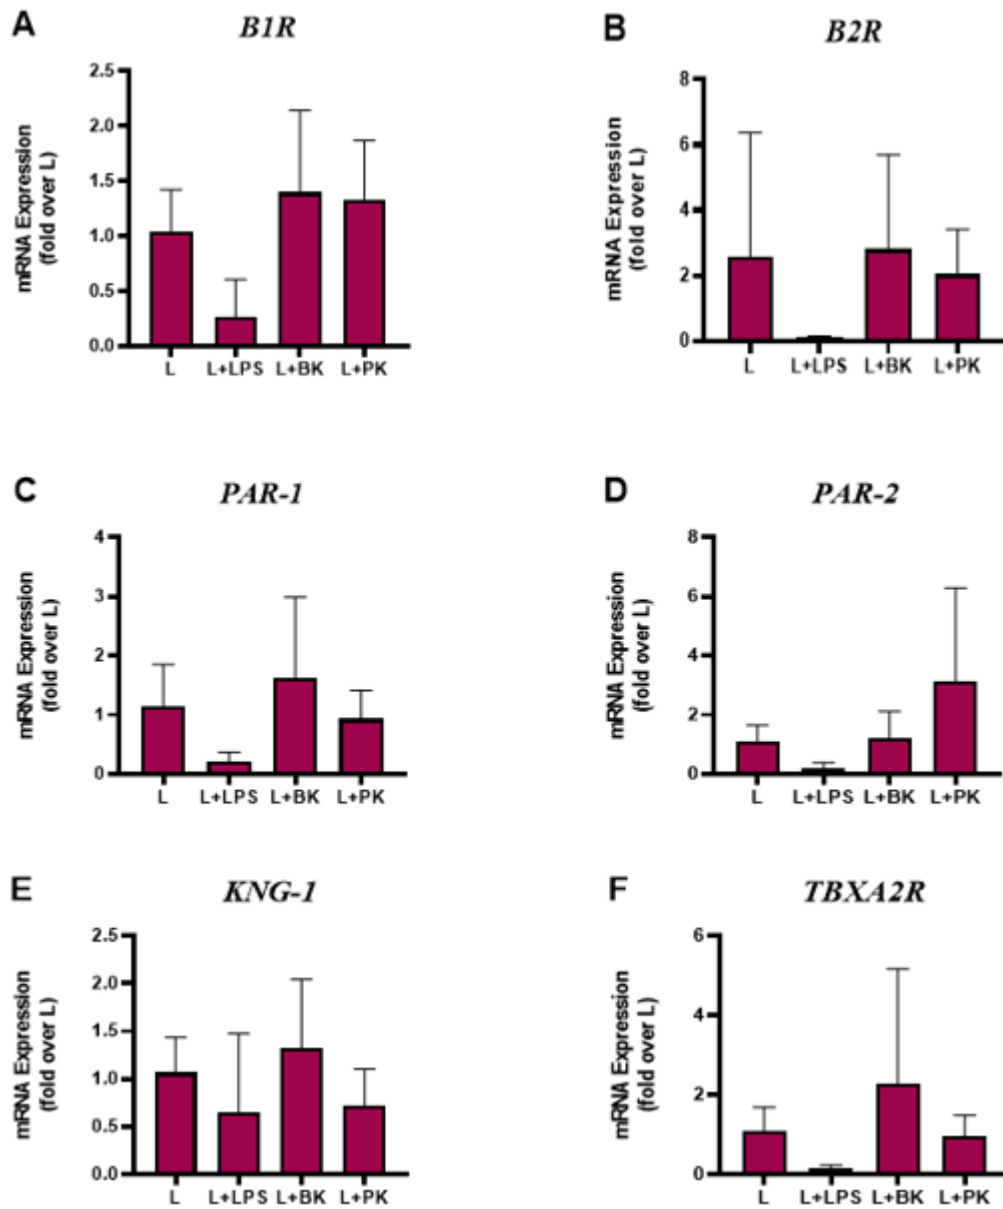 A
B1R
mRNA Expression
(fold over L)
2.5
2.0
1.5
1.0
0.5
0.0
L
L+LPS
L+BK
L+PK
B
B2R
mRNA Expression
(fold over L)
8
6
4
2
0
L
L+LPS
L+BK
L+PK
C
PAR-1
mRNA Expression
(fold over L)
4
3
2
1
0
L
L+LPS
L+BK
L+PK
D
PAR-2
mRNA Expression
(fold over L)
8
6
4
2
0
L
L+LPS
L+BK
L+PK
E
KNG-1
mRNA Expression
(fold over L)
2.5
2.0
1.5
1.0
0.5
0.0
L
L+LPS
L+BK
L+PK
F
TBXA2R
mRNA Expression
(fold over L)
6
4
2
0
L
L+LPS
L+BK
L+PK